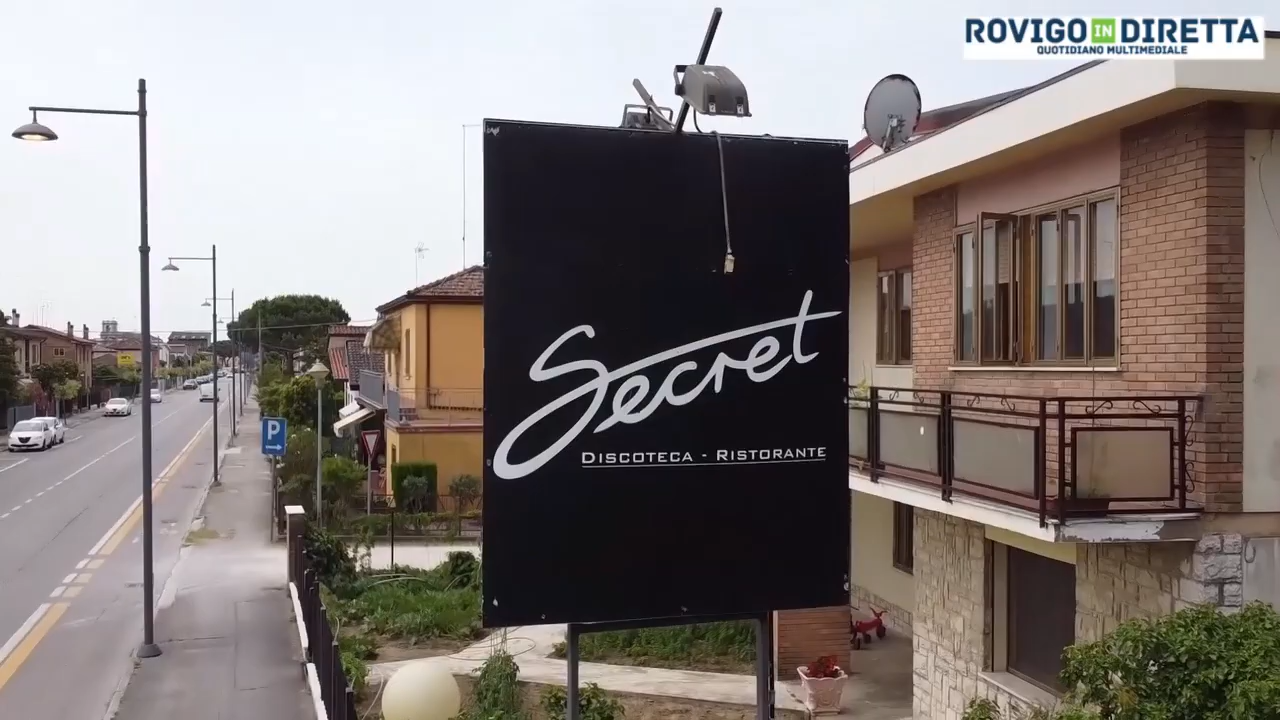 ROVIGO IN DIRETTA
QUOTIDIANO MULTIMEDIALE
Secret
DISCOTECA - RISTORANTE
P